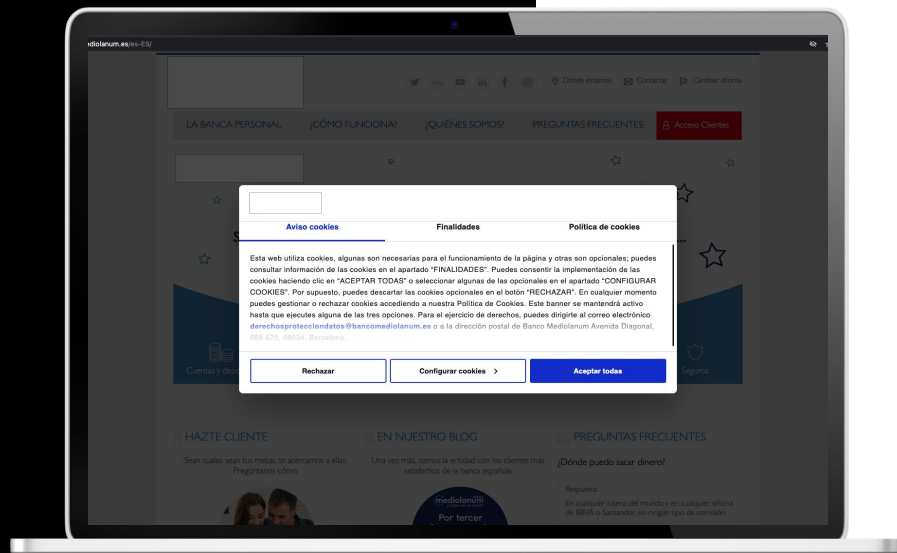 ediolanum.es/es-ES/
Dónde estamos Contactar Cambiar idioma
LA BANCA PERSONAL ¿CÓMO FUNCIONA? ¿QUIÉNES SOMOS? PREGUNTAS FRECUENTES Acceso Clientes
Aviso cookies Finalidades Política de cookies
Esta web utiliza cookies, algunas son necesarias para el funcionamiento de la página y otras son opcionales; puedes
consultar información de las cookies en el apartado “FINALIDADES”. Puedes consentir la implementación de las
cookies haciendo clic en “ACEPTAR TODAS” o seleccionar algunas de las opcionales en el apartado “CONFIGURAR
COOKIES”. Por supuesto, puedes descartar las cookies opcionales en el botón “RECHAZAR”. En cualquier momento
puedes gestionar o rechazar cookies accediendo a nuestra Política de Cookies. Este banner se mantendrá activo
hasta que ejecutes alguna de las tres opciones. Para el ejercicio de derechos, puedes dirigirte al correo electrónico
derechosprotecciondatos@bancomediolanum.es o a la dirección postal de Banco Mediolanum Avenida Diagonal,
668-670, 08034, Barcelona.
Rechazar Configurar cookies Aceptar todas
Cuentas y depó Seguros
HAZTE CLIENTE
Sean cuales sean tus metas, te acercamos a ellas.
Pregúntanos cómo.
EN NUESTRO BLOG
Una vez más, somos la entidad con los clientes más
satisfechos de la banca española
mediolanum
Por tercer
PREGUNTAS FRECUENTES
¿Dónde puedo sacar dinero?
Respuesta:
En cualquier cajero del mundo y en cualquier oficina
de BBVA o Santander, sin ningún tipo de comisión.